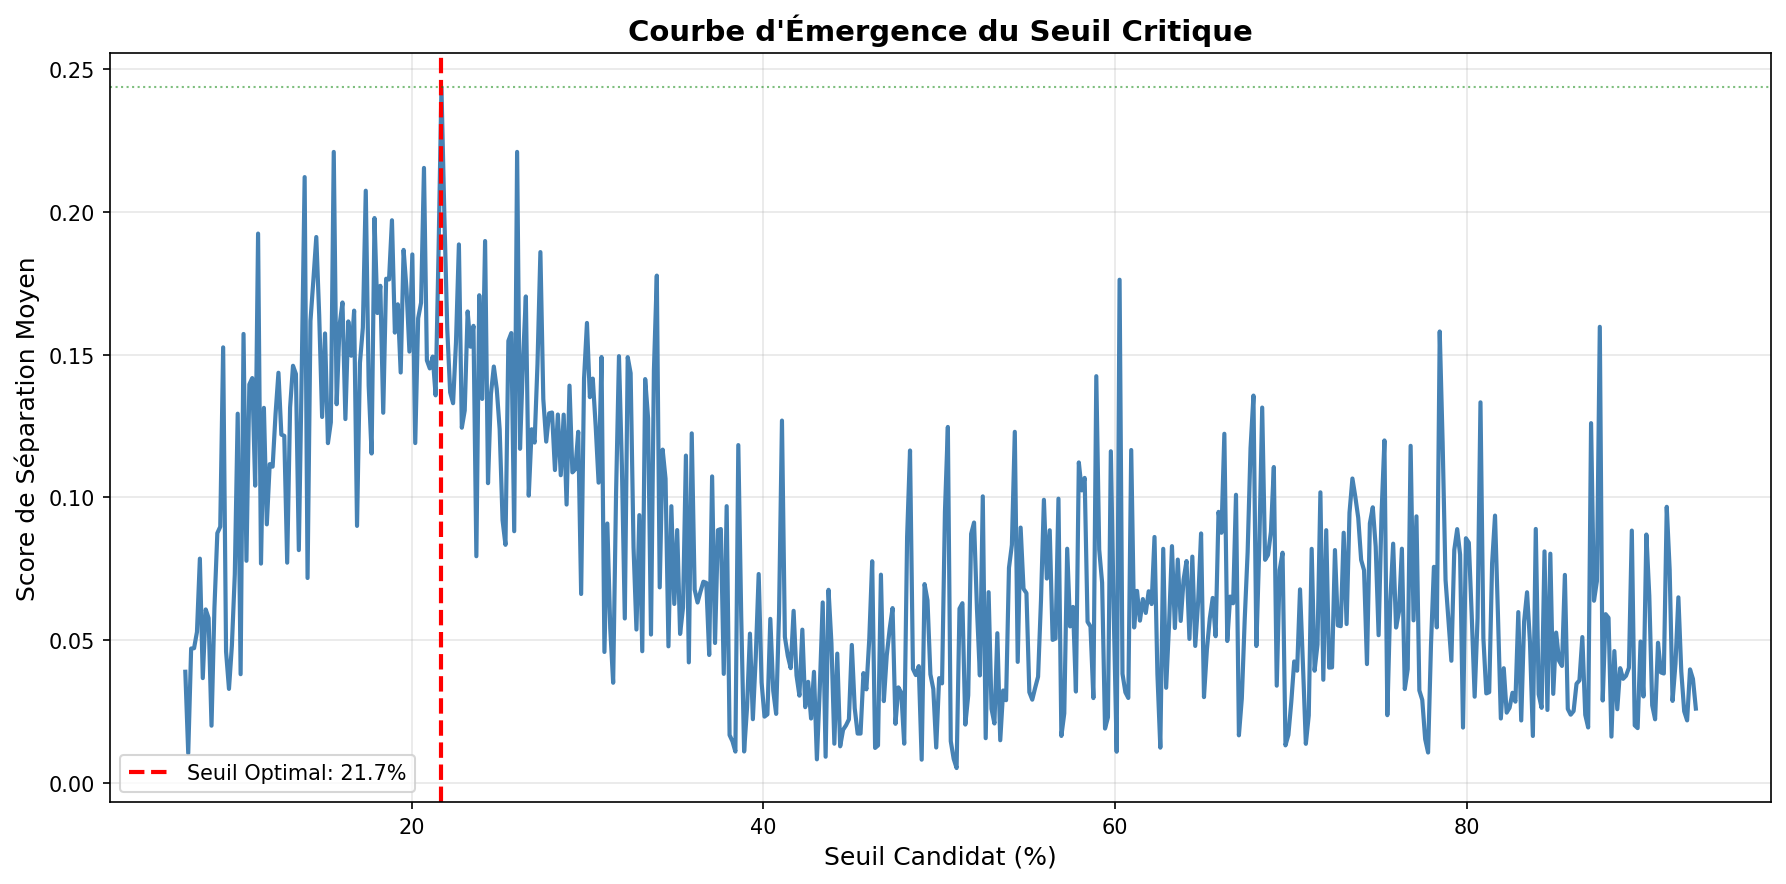 Courbe d'Émergence du Seuil Critique
Score de Séparation Moyen
0.25
0.20
0.15
0.10
0.05
0.00
Seuil Optimal: 21.7%
20
40
60
80
Seuil Candidat (%)